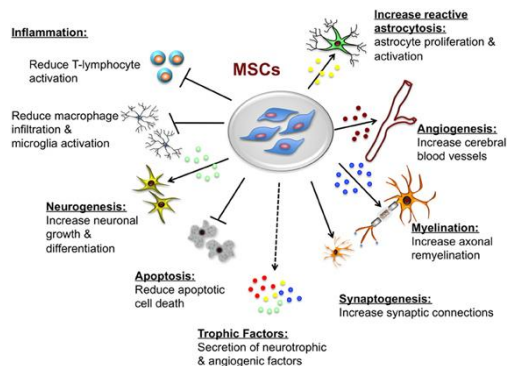 Inflammation:
Reduce T-lymphocyte
activation
Reduce macrophage
infiltration &
microglia activation
Neurogenesis:
Increase neuronal
growth &
differentiation
Apoptosis:
Reduce apoptotic
cell death
Trophic Factors:
Secretion of neurotrophic
& angiogenic factors
MSCs
Increase reactive
astrocytosis:
astrocyte proliferation &
activation
Angiogenesis:
Increase cerebral
blood vessels
Myelination:
Increase axonal
remyelination
Synaptogenesis:
Increase synaptic connections